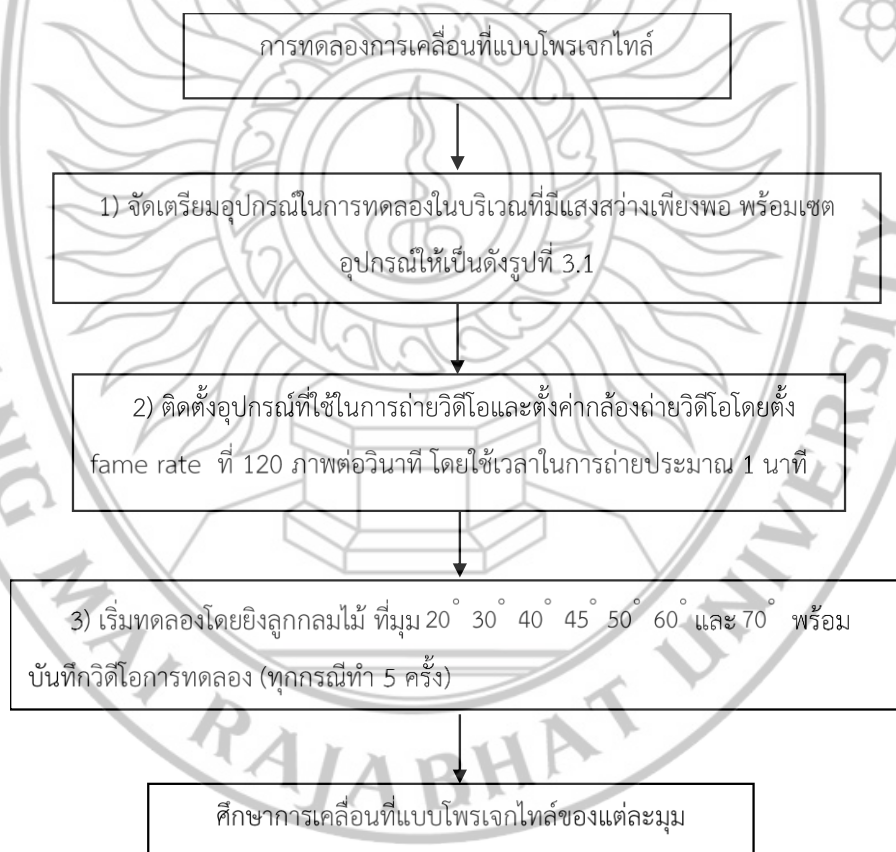 การทดลองการเคลื่อนที่แบบโพรเจกไทล์
1) จัดเตรียมอุปกรณ์ในการทดลองในบริเวณที่มีแสงสว่างเพียงพอ พร้อมเซต
อุปกรณ์ให้เป็นดังรูปที่ 3.1
2) ติดตั้งอุปกรณ์ที่ใช้ในการถ่ายวิดีโอและตั้งค่ากล้องถ่ายวิดีโอโดยตั้ง
fame rate ที่ 120 ภาพต่อวินาที โดยใช้เวลาในการถ่ายประมาณ 1 นาที
3) เริ่มทดลองโดยยิงลูกกลมไม้ ที่มุม 20° 30° 40° 45° 50° 60° และ 70° พร้อม
บันทึกวิดีโอการทดลอง (ทุกกรณีทำ 5 ครั้ง)
ศึกษาการเคลื่อนที่แบบโพรเจกไทล์ของแต่ละมุม
MAI RAJABHAT UNIVERSITY